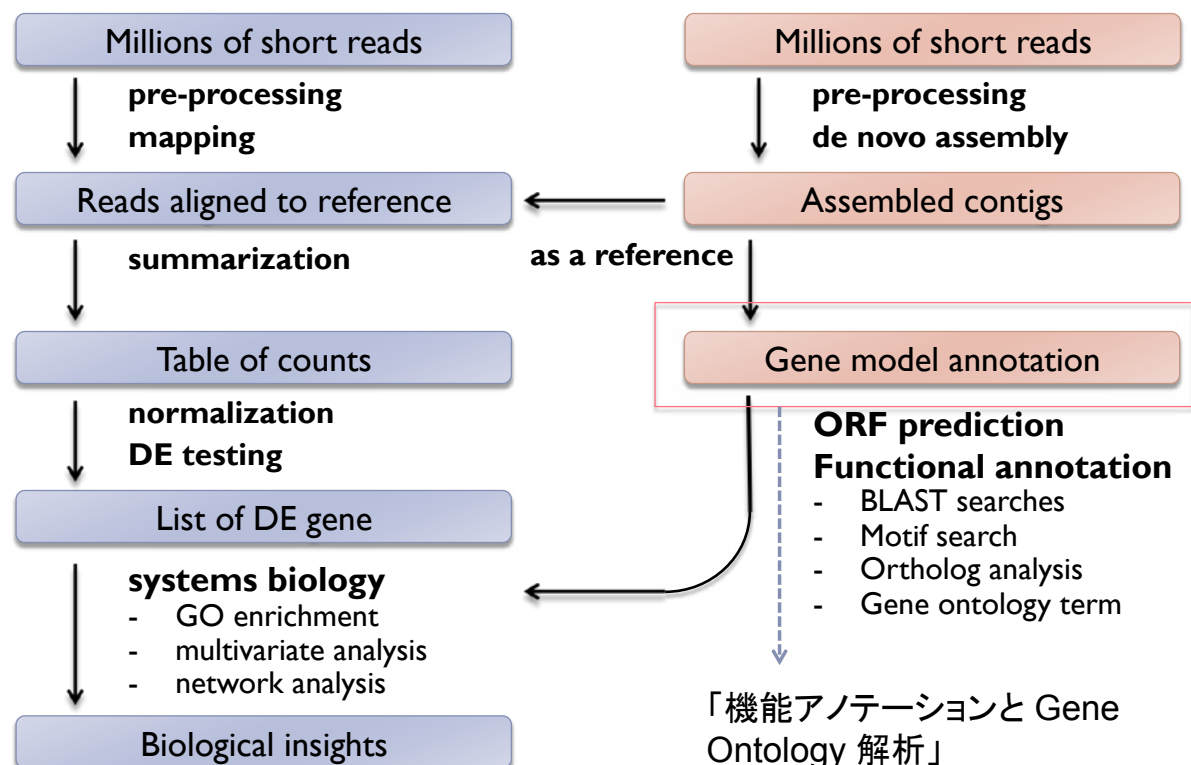 Millions of short reads
pre-processing
mapping
Reads aligned to reference
summarization
Table of counts
normalization
DE testing
List of DE gene
systems biology
- GO enrichment
- multivariate analysis
- network analysis
Biological insights
Millions of short reads
pre-processing
de novo assembly
Assembled contigs
as a reference
Gene model annotation
ORF prediction
Functional annotation
- BLAST searches
- Motif search
- Ortholog analysis
- Gene ontology term
「機能アノテーションと Gene
Ontology 解析」